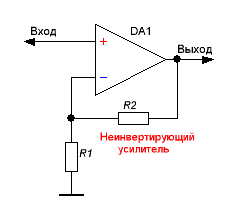 DA1
Вход
Выход
+
−
R2
Неинвертирующий
усилитель
R1